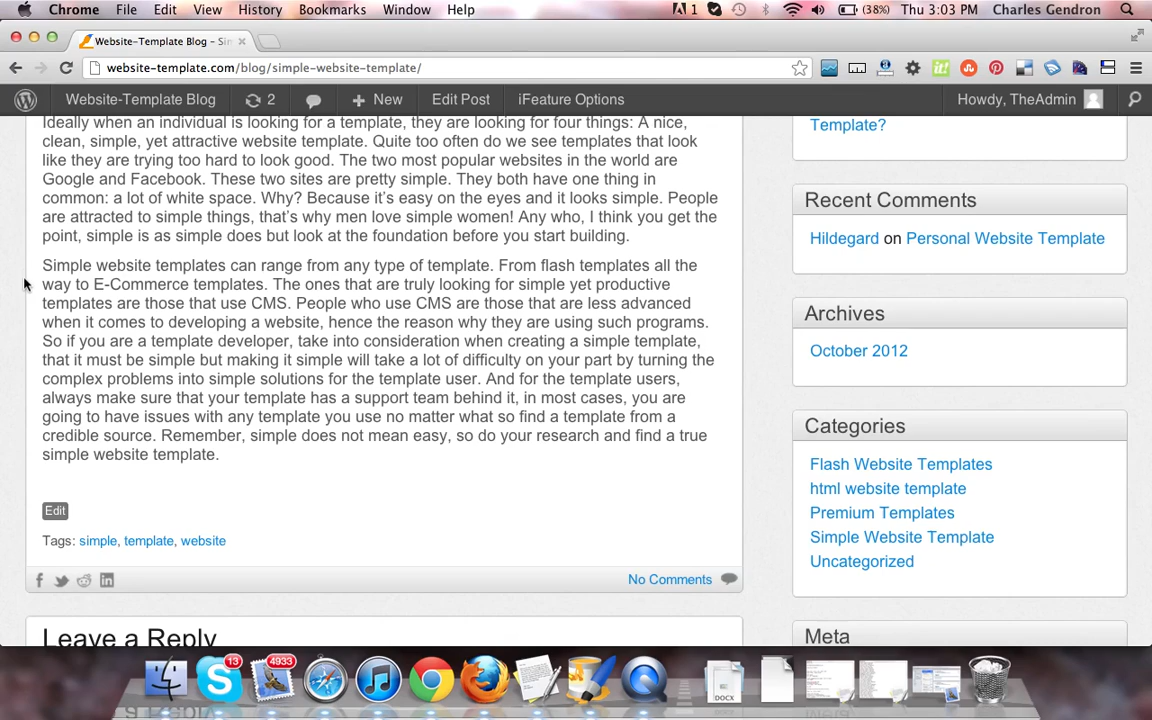 Chrome File Edit View History Bookmarks Window Help 1 (38%) Thu 3:03 PM Charles Gendron
Website-Template Blog - Sim
website-template.com/blog/simple-website-template/
Website-Template Blog 2 New Edit Post iFeature Options Howdy, TheAdmin
Ideally when an individual is looking for a template, they are looking for four things: A nice,
clean, simple, yet attractive website template. Quite too often do we see templates that look
like they are trying too hard to look good. The two most popular websites in the world are
Google and Facebook. These two sites are pretty simple. They both have one thing in
common: a lot of white space. Why? Because it's easy on the eyes and it looks simple. People
are attracted to simple things, that's why men love simple women! Any who, I think you get the
point, simple is as simple does but look at the foundation before you start building.
Simple website templates can range from any type of template. From flash templates all the
way to E-Commerce templates. The ones that are truly looking for simple yet productive
templates are those that use CMS. People who use CMS are those that are less advanced
when it comes to developing a website, hence the reason why they are using such programs.
So if you are a template developer, take into consideration when creating a simple template,
that it must be simple but making it simple will take a lot of difficulty on your part by turning the
complex problems into simple solutions for the template user. And for the template users,
always make sure that your template has a support team behind it, in most cases, you are
going to have issues with any template you use no matter what so find a template from a
credible source. Remember, simple does not mean easy, so do your research and find a true
simple website template.
Edit
Tags: simple, template, website
No Comments
Leave a Reply
Template?
Recent Comments
Hildegard on Personal Website Template
Archives
October 2012
Categories
Flash Website Templates
html website template
Premium Templates
Simple Website Template
Uncategorized
Meta
13
4933
DOCX